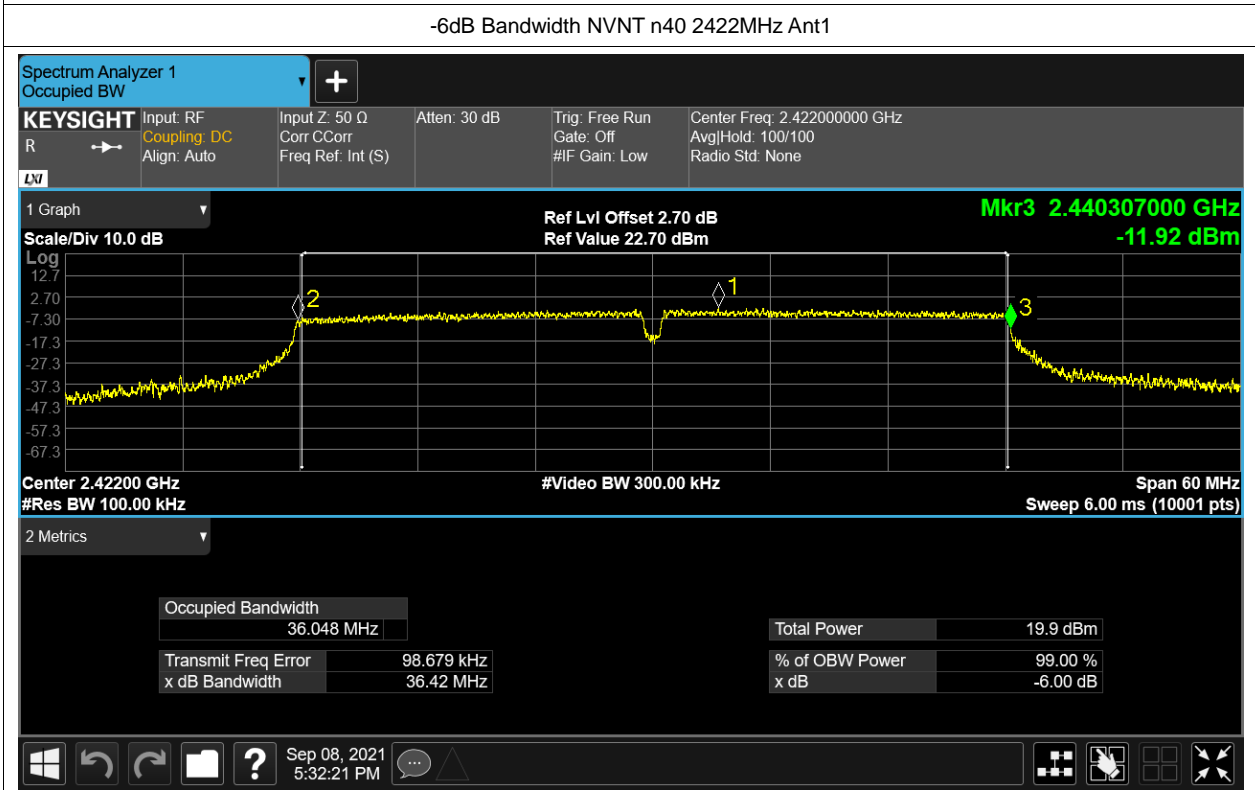 -6dB Bandwidth NVNT n40 2422MHz Ant1
Spectrum Analyzer 1
Occupied BW
KEYSIGHT
R
LXI
Input: RF
Coupling: DC
Align: Auto
Input Z: 50 Ω
Corr CCorr
Freq Ref: Int (S)
Atten: 30 dB
Trig: Free Run
Gate: Off
#IF Gain: Low
Center Freq: 2.422000000 GHz
Avg|Hold: 100/100
Radio Std: None
1 Graph
Scale/Div 10.0 dB
Ref Lvl Offset 2.70 dB
Ref Value 22.70 dBm
Mkr3 2.440307000 GHz
-11.92 dBm
Log
12.7
2.70
-7.30
-17.3
-27.3
-37.3
-47.3
-57.3
-67.3
2
1
3
Center 2.42200 GHz
#Video BW 300.00 kHz
Span 60 MHz
#Res BW 100.00 kHz
Sweep 6.00 ms (10001 pts)
2 Metrics
Occupied Bandwidth
36.048 MHz
Total Power 19.9 dBm
Transmit Freq Error 98.679 kHz
% of OBW Power 99.00 %
x dB Bandwidth 36.42 MHz
x dB -6.00 dB
?
Sep 08, 2021
5:32:21 PM